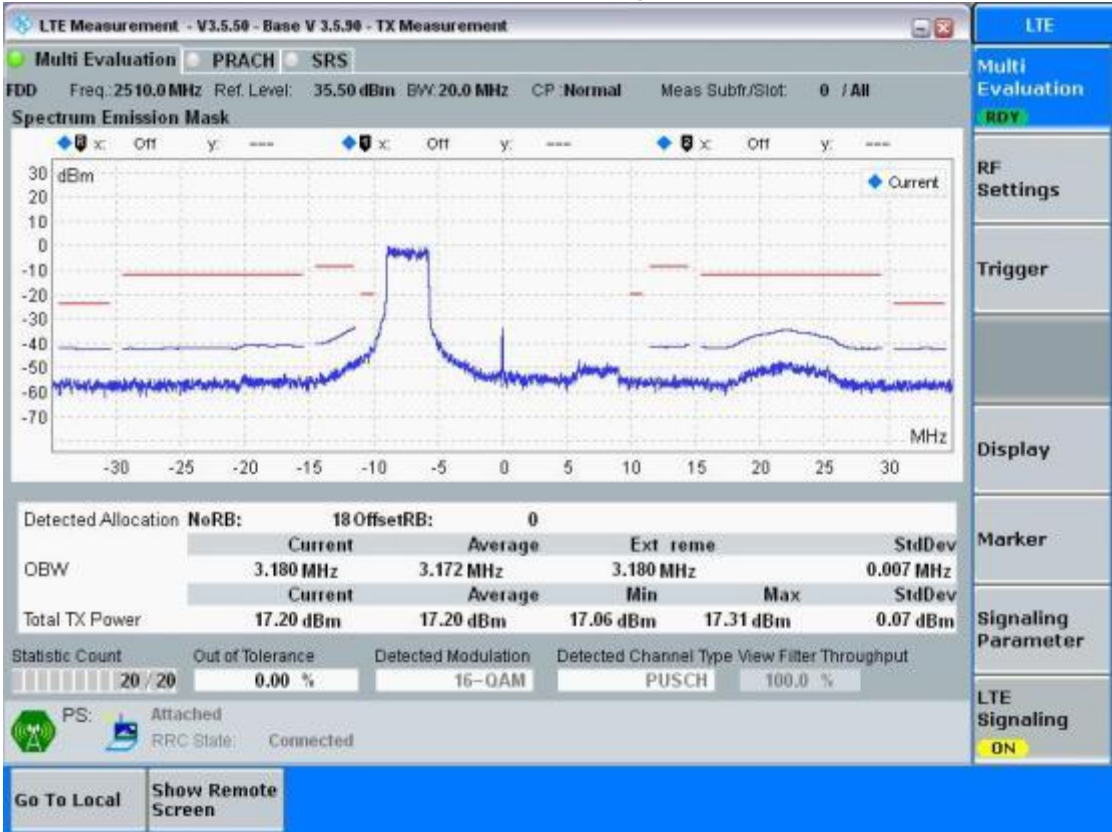 LTE Measurement - V3.5.50 - Base V 3.5.90 - TX Measurement
LTE
Multi Evaluation PRACH SRS
Multi
Evaluation
RDY
FDD Freq.:2510.0 MHz Ref. Level: 35.50 dBm BW:20.0 MHz CP :Normal Meas Subfr./Slot: 0 / All
Spectrum Emission Mask
x: Off y: --- x: Off y: --- x: Off y: ---
30 dBm
Current
20
10
0
-10
-20
-30
-40
-50
-60
-70
MHz
-30 -25 -20 -15 -10 -5 0 5 10 15 20 25 30
RF
Settings
Trigger
Display
Marker
Signaling
Parameter
LTE
Signaling
ON
Detected Allocation NoRB: 18 OffsetRB: 0
Current Average Ext reme StdDev
OBW 3.180 MHz 3.172 MHz 3.180 MHz 0.007 MHz
Current Average Min Max StdDev
Total TX Power 17.20 dBm 17.20 dBm 17.06 dBm 17.31 dBm 0.07 dBm
Statistic Count Out of Tolerance Detected Modulation Detected Channel Type View Filter Throughput
20 / 20 0.00 % 16-QAM PUSCH 100.0 %
PS: Attached
RRC State: Connected
Go To Local
Show Remote
Screen